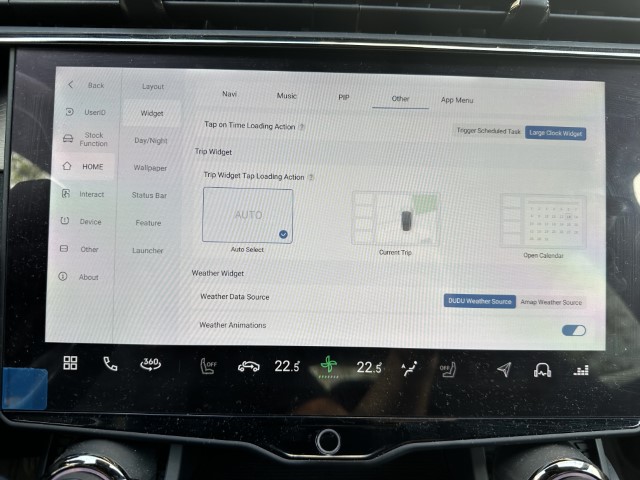 Back
UserID
Stock
Function
HOME
Interact
Device
Other
About
Layout
Widget
Day/Night
Wallpaper
Status Bar
Feature
Launcher
Navi Music PIP Other App Menu
Tap on Time Loading Action ?
Trigger Scheduled Task Large Clock Widget
Trip Widget
Trip Widget Tap Loading Action ?
AUTO
Auto Select Current Trip Open Calendar
Weather Widget
Weather Data Source
DUDU Weather Source Amap Weather Source
Weather Animations
360° OFF 22.5° 22.5° A OFF